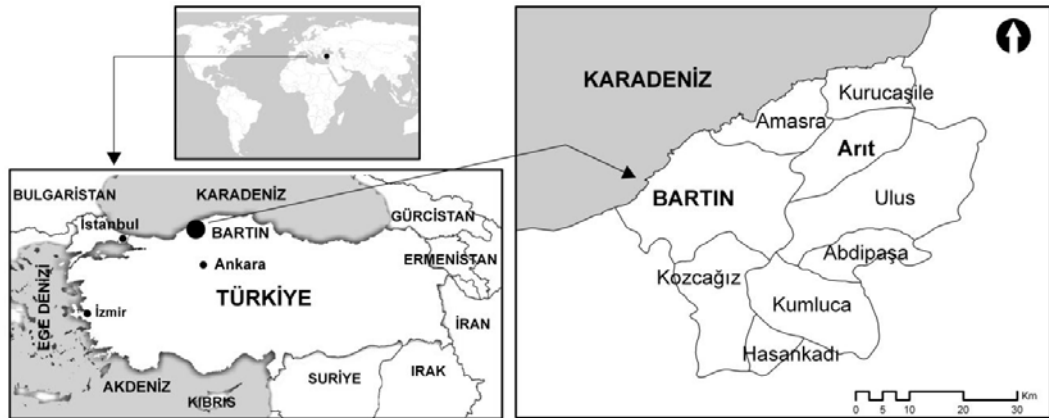 BULGARİSTAN
KARADENİZ
GÜRCİSTAN
İstanbul
BARTIN
ERMENİSTAN
Ankara
EGE DENİZİ
TÜRKİYE
İzmir
İRAN
SURİYE
IRAK
AKDENİZ
KIBRIS
KARADENİZ
Kurucaşile
Amasra
Arıt
BARTIN
Ulus
Abdipaşa
Kozcağız
Kumluca
Hasankadı
Km
0 5 10 20 30